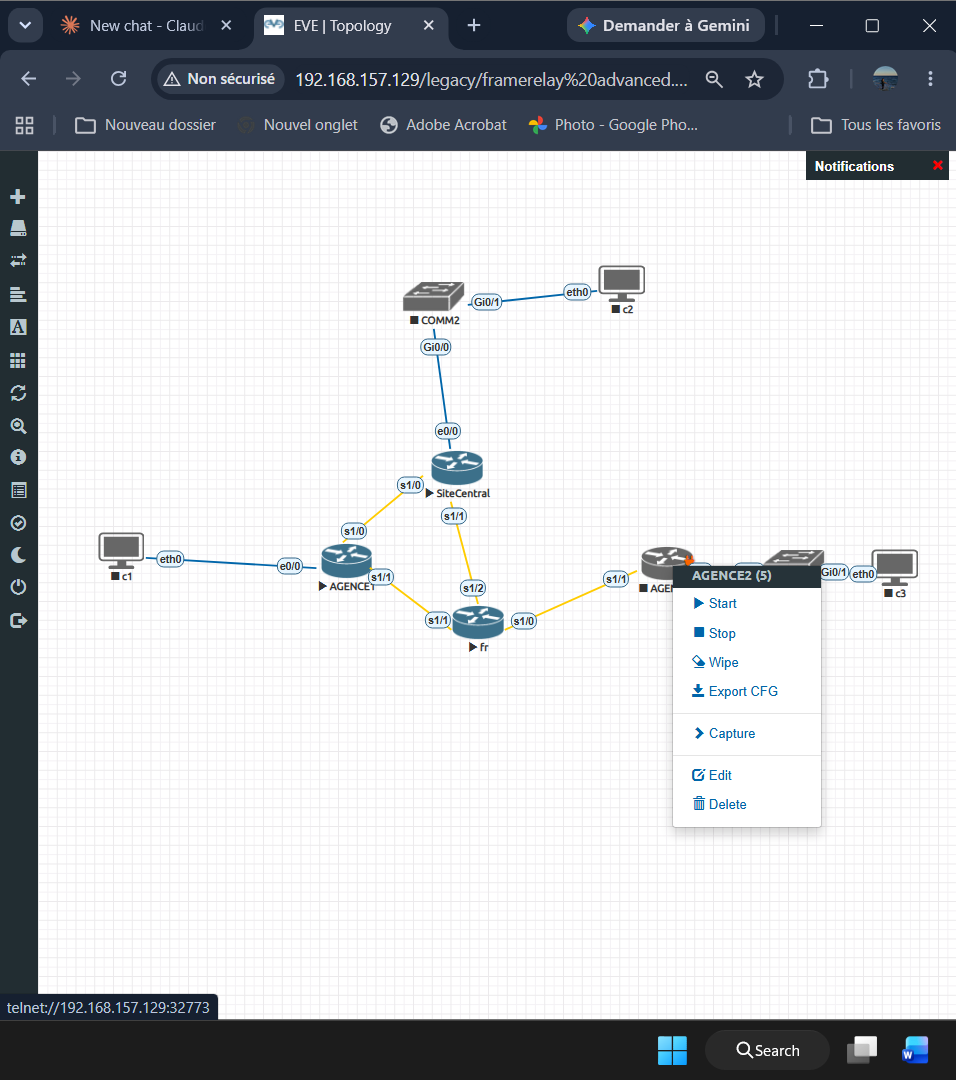 New chat - Claud
EVE | Topology
Demander à Gemini
Non sécurisé
192.168.157.129/legacy/framerelay%20advanced....
Nouveau dossier
Nouvel onglet
Adobe Acrobat
Photo - Google Pho...
Tous les favoris
Notifications
eth0
c2
Gi0/1
COMM2
Gi0/0
e0/0
SiteCentral
s1/0
s1/1
s1/0
c1
eth0
e0/0
AGENCE1
s1/1
s1/2
s1/1
s1/0
fr
s1/1
AGE
Gi0/1
eth0
c3
AGENCE2 (5)
Start
Stop
Wipe
Export CFG
Capture
Edit
Delete
telnet://192.168.157.129:32773
Search